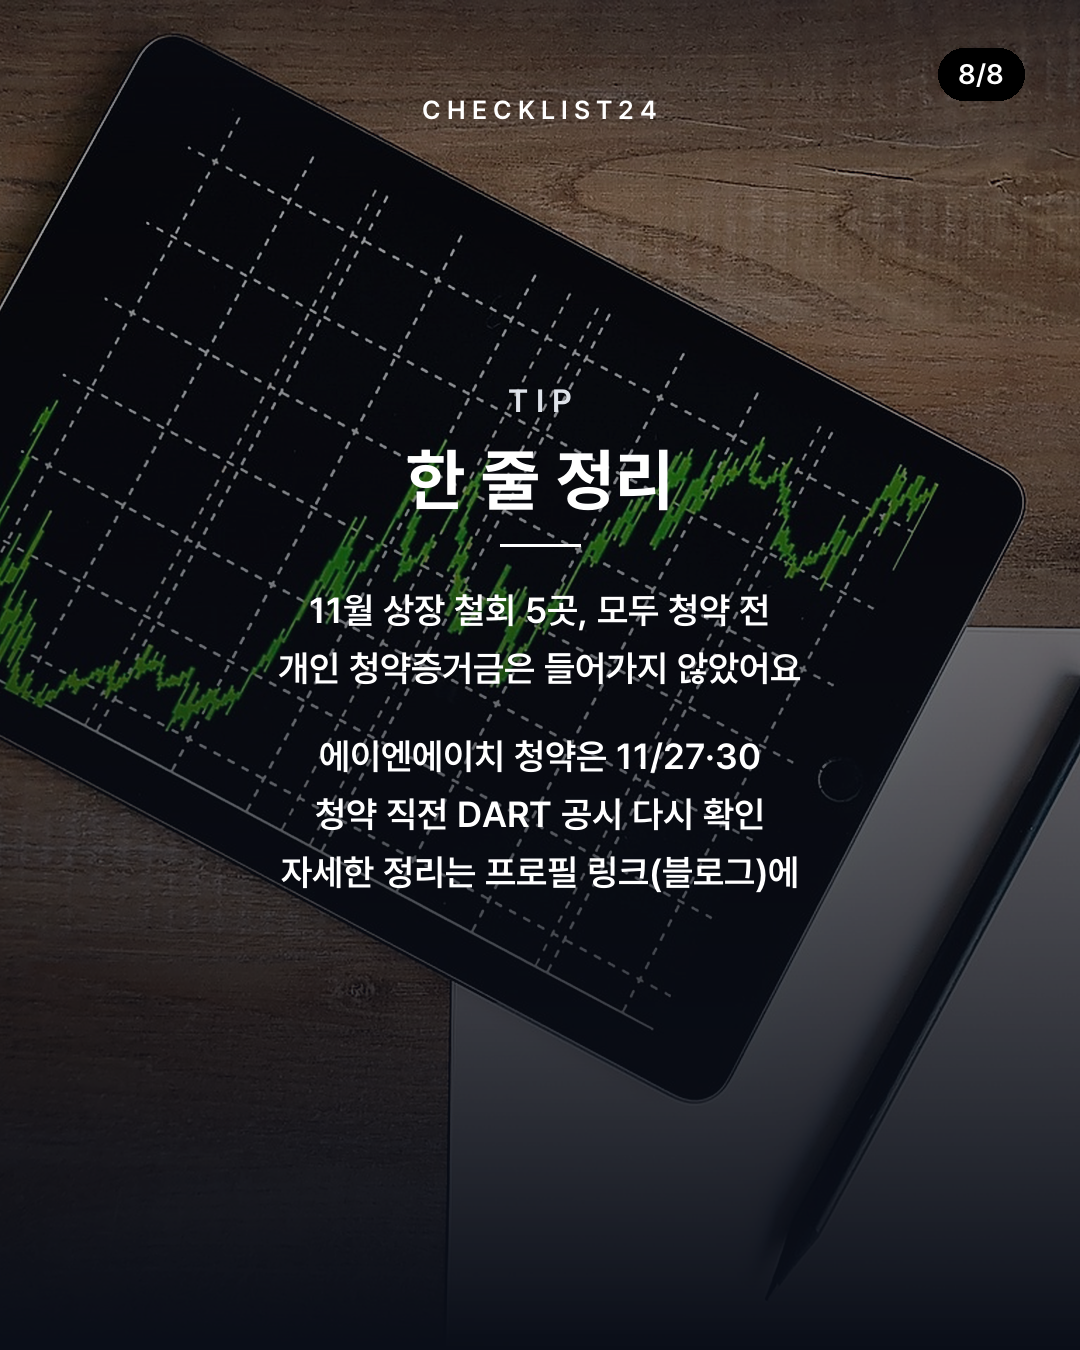 8/8
CHECKLIST24
TIP
한 줄 정리
11월 상장 철회 5곳, 모두 청약 전
개인 청약증거금은 들어가지 않았어요
에이엔에이치 청약은 11/27·30
청약 직전 DART 공시 다시 확인
자세한 정리는 프로필 링크(블로그)에